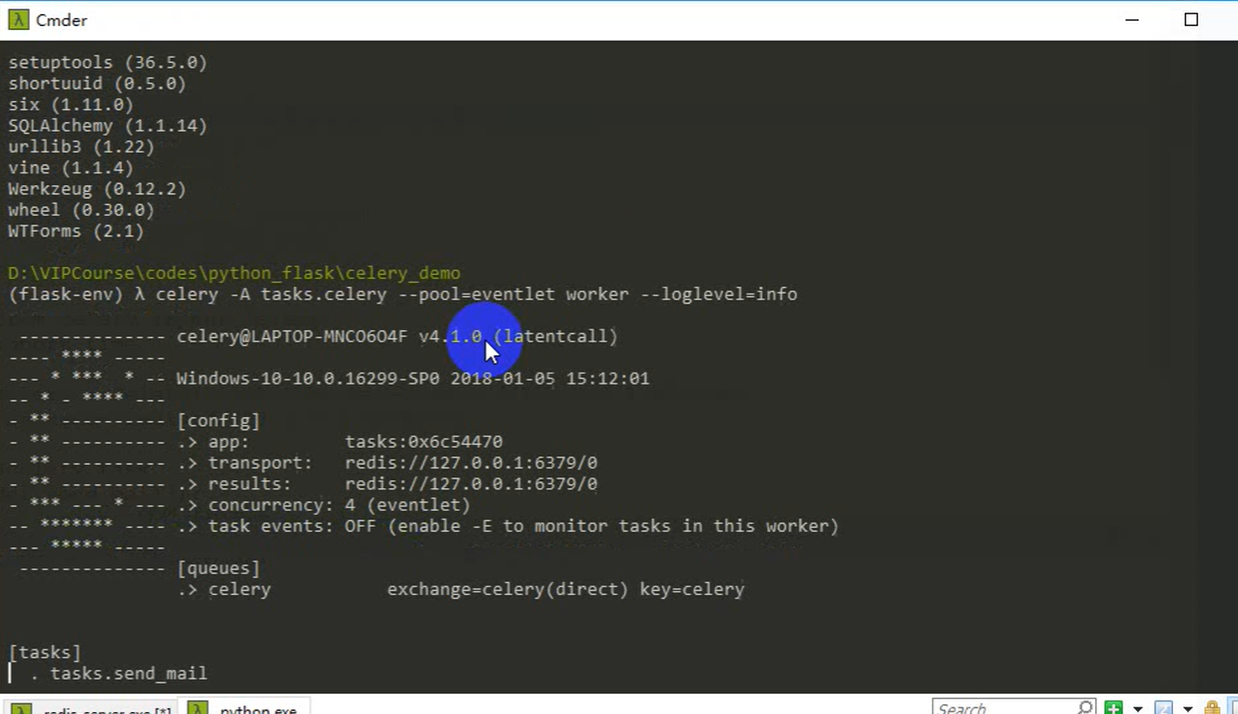 Cmder
setuptools (36.5.0)
shortuuid (0.5.0)
six (1.11.0)
SQLAlchemy (1.1.14)
urllib3 (1.22)
vine (1.1.4)
Werkzeug (0.12.2)
wheel (0.30.0)
WTForms (2.1)
D:\VIPCourse\codes\python_flask\celery_demo
(flask-env) λ celery -A tasks.celery --pool=eventlet worker --loglevel=info
-------------- celery@LAPTOP-MNCO6O4F v4.1.0 (latentcall)
---- **** -----
--- * ***  * -- Windows-10-10.0.16299-SP0 2018-01-05 15:12:01
-- * - **** ---
- ** ---------- [config]
- ** ---------- .> app:         tasks:0x6c54470
- ** ---------- .> transport:   redis://127.0.0.1:6379/0
- ** ---------- .> results:     redis://127.0.0.1:6379/0
- *** --- * --- .> concurrency: 4 (eventlet)
-- ******* ---- .> task events: OFF (enable -E to monitor tasks in this worker)
--- ***** -----
-------------- [queues]
.> celery           exchange=celery(direct) key=celery
[tasks]
. tasks.send_mail
redis-server.exe [*] python.exe Search